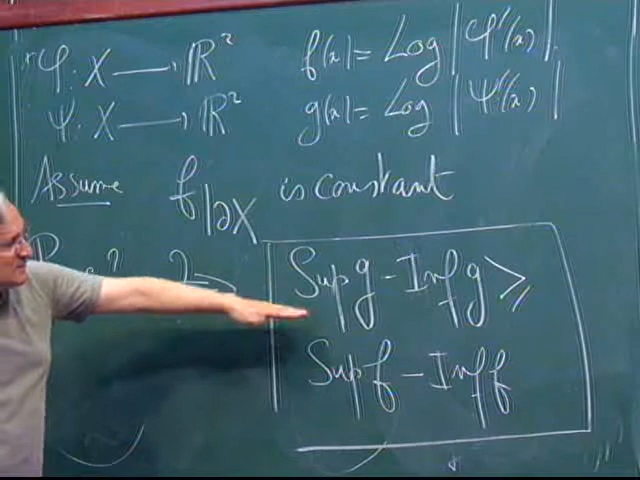 φ: X → ℝ² f(x) = Log |φ'(x)|
ψ: X → ℝ² g(x) = Log |ψ'(x)|
Assume f|∂X is constant
Sup g - Inf g ≥
Sup f - Inf f